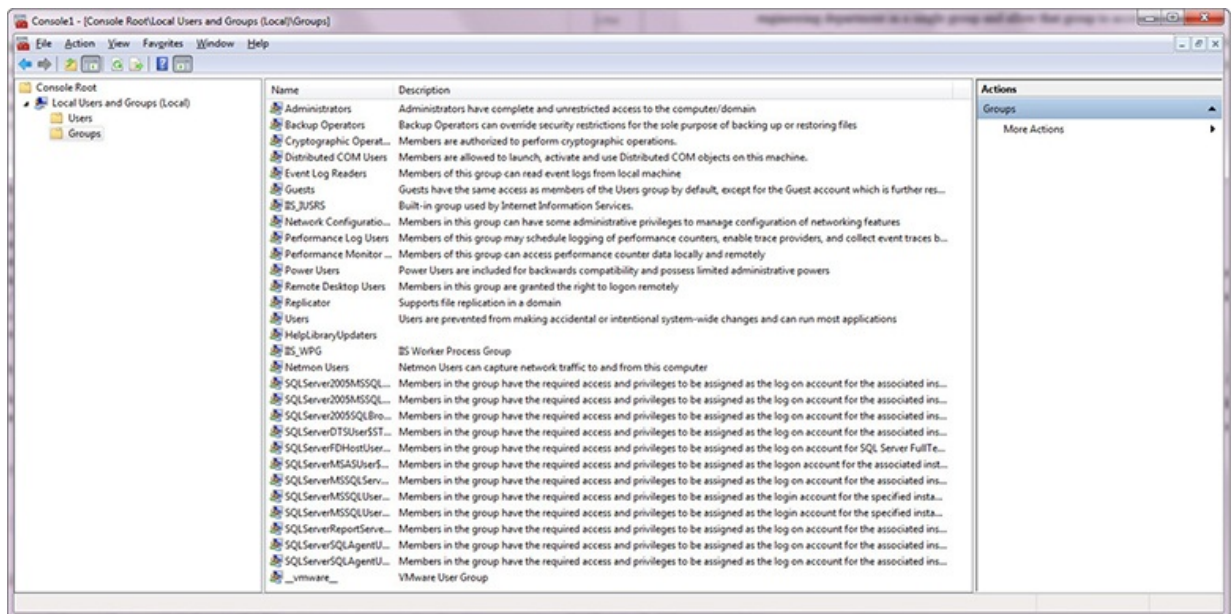 Console1 - [Console Root\Local Users and Groups (Local)\Groups]
engineering department in a single group and allow that group to
File Action View Favorites Window Help
Console Root
Local Users and Groups (Local)
Users
Groups
Name Description
Administrators Administrators have complete and unrestricted access to the computer/domain
Backup Operators Backup Operators can override security restrictions for the sole purpose of backing up or restoring files
Cryptographic Operat... Members are authorized to perform cryptographic operations.
Distributed COM Users Members are allowed to launch, activate and use Distributed COM objects on this machine.
Event Log Readers Members of this group can read event logs from local machine
Guests Guests have the same access as members of the Users group by default, except for the Guest account which is further res...
IIS_IUSRS Built-in group used by Internet Information Services.
Network Configuratio... Members in this group can have some administrative privileges to manage configuration of networking features
Performance Log Users Members of this group may schedule logging of performance counters, enable trace providers, and collect event traces b...
Performance Monitor ... Members of this group can access performance counter data locally and remotely
Power Users Power Users are included for backwards compatibility and possess limited administrative powers
Remote Desktop Users Members in this group are granted the right to logon remotely
Replicator Supports file replication in a domain
Users Users are prevented from making accidental or intentional system-wide changes and can run most applications
HelpLibraryUpdaters
IIS_WPG IIS Worker Process Group
Netmon Users Netmon Users can capture network traffic to and from this computer
SQLServer2005MSSQL... Members in the group have the required access and privileges to be assigned as the log on account for the associated ins...
SQLServer2005MSSQL... Members in the group have the required access and privileges to be assigned as the log on account for the associated ins...
SQLServer2005SQLBro... Members in the group have the required access and privileges to be assigned as the log on account for the associated ins...
SQLServerDTSUser$ST... Members in the group have the required access and privileges to be assigned as the log on account for the associated ins...
SQLServerFDHostUser... Members in the group have the required access and privileges to be assigned as the log on account for SQL Server FullTe...
SQLServerMSASUser$... Members in the group have the required access and privileges to be assigned as the logon account for the associated inst...
SQLServerMSSQLServ... Members in the group have the required access and privileges to be assigned as the log on account for the associated ins...
SQLServerMSSQLUser... Members in the group have the required access and privileges to be assigned as the login account for the specified insta...
SQLServerMSSQLUser... Members in the group have the required access and privileges to be assigned as the login account for the specified insta...
SQLServerReportServe... Members in the group have the required access and privileges to be assigned as the log on account for the associated ins...
SQLServerSQLAgentU... Members in the group have the required access and privileges to be assigned as the log on account for the associated ins...
SQLServerSQLAgentU... Members in the group have the required access and privileges to be assigned as the log on account for the associated ins...
__vmware__ VMware User Group
Actions
Groups
More Actions